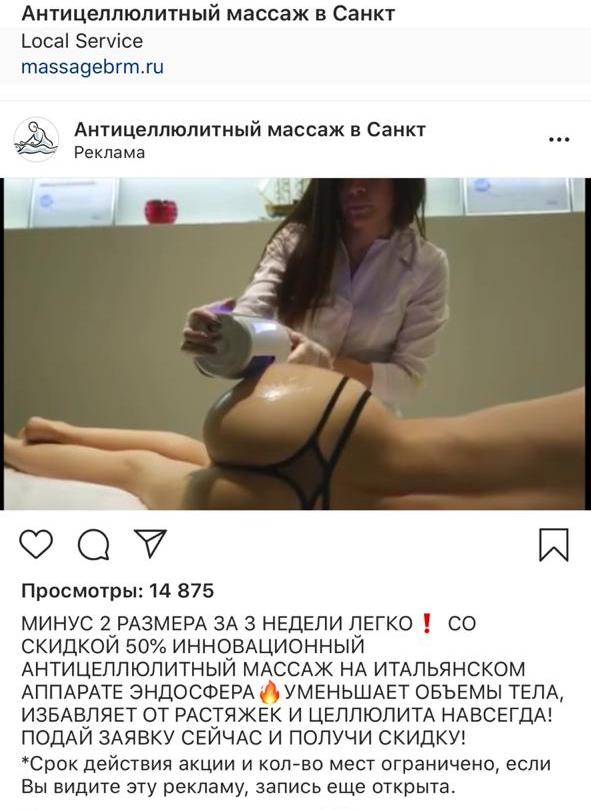 Антицеллюлитный массаж в Санкт
Local Service
massagebrm.ru
Антицеллюлитный массаж в Санкт
Реклама
Просмотры: 14 875
МИНУС 2 РАЗМЕРА ЗА 3 НЕДЕЛИ ЛЕГКО❗ СО
СКИДКОЙ 50% ИННОВАЦИОННЫЙ
АНТИЦЕЛЛЮЛИТНЫЙ МАССАЖ НА ИТАЛЬЯНСКОМ
АППАРАТЕ ЭНДОСФЕРА🔥УМЕНЬШАЕТ ОБЪЕМЫ ТЕЛА,
ИЗБАВЛЯЕТ ОТ РАСТЯЖЕК И ЦЕЛЛЮЛИТА НАВСЕГДА!
ПОДАЙ ЗАЯВКУ СЕЙЧАС И ПОЛУЧИ СКИДКУ!
*Срок действия акции и кол-во мест ограничено, если
Вы видите эту рекламу, запись еще открыта.